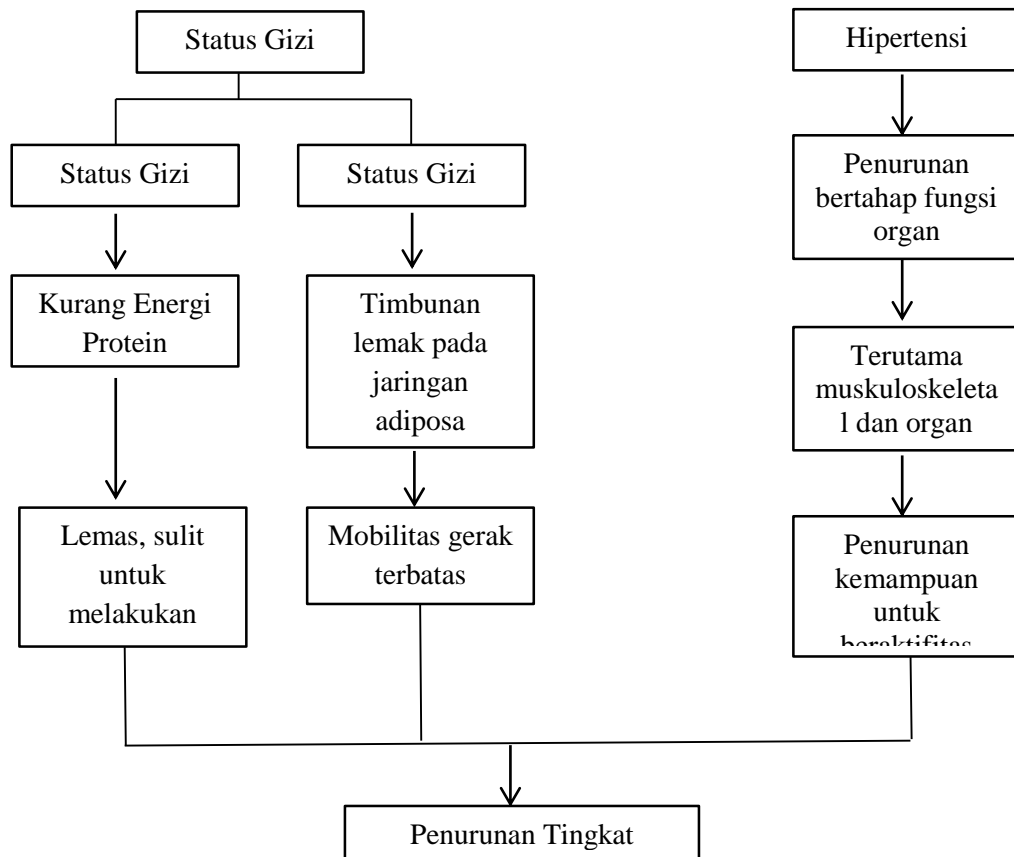 Status Gizi
Hipertensi
Status Gizi
Status Gizi
Penurunan
bertahap fungsi
organ
Kurang Energi
Protein
Timbunan
lemak pada
jaringan
adiposa
Terutama
muskuloskeleta
l dan organ
Lemas, sulit
untuk
melakukan
Mobilitas gerak
terbatas
Penurunan
kemampuan
untuk
beraktifitas
Penurunan Tingkat